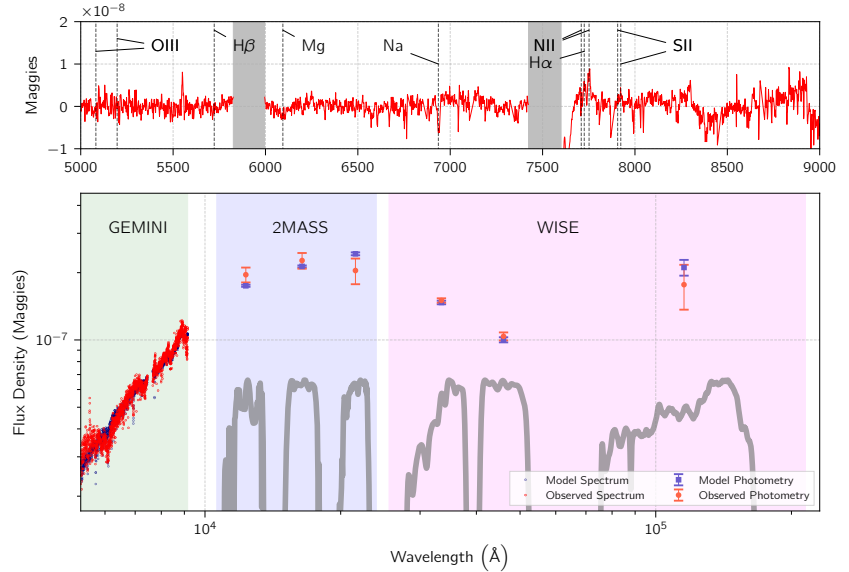 ×10⁻⁸
2
1
0
−1
Maggies
OIII
Hβ
Mg
Na
NII
Hα
SII
5000 5500 6000 6500 7000 7500 8000 8500 9000
GEMINI
2MASS
WISE
10⁻⁷
Flux Density (Maggies)
Model Spectrum
Observed Spectrum
Model Photometry
Observed Photometry
10⁴ 10⁵
Wavelength (Å)